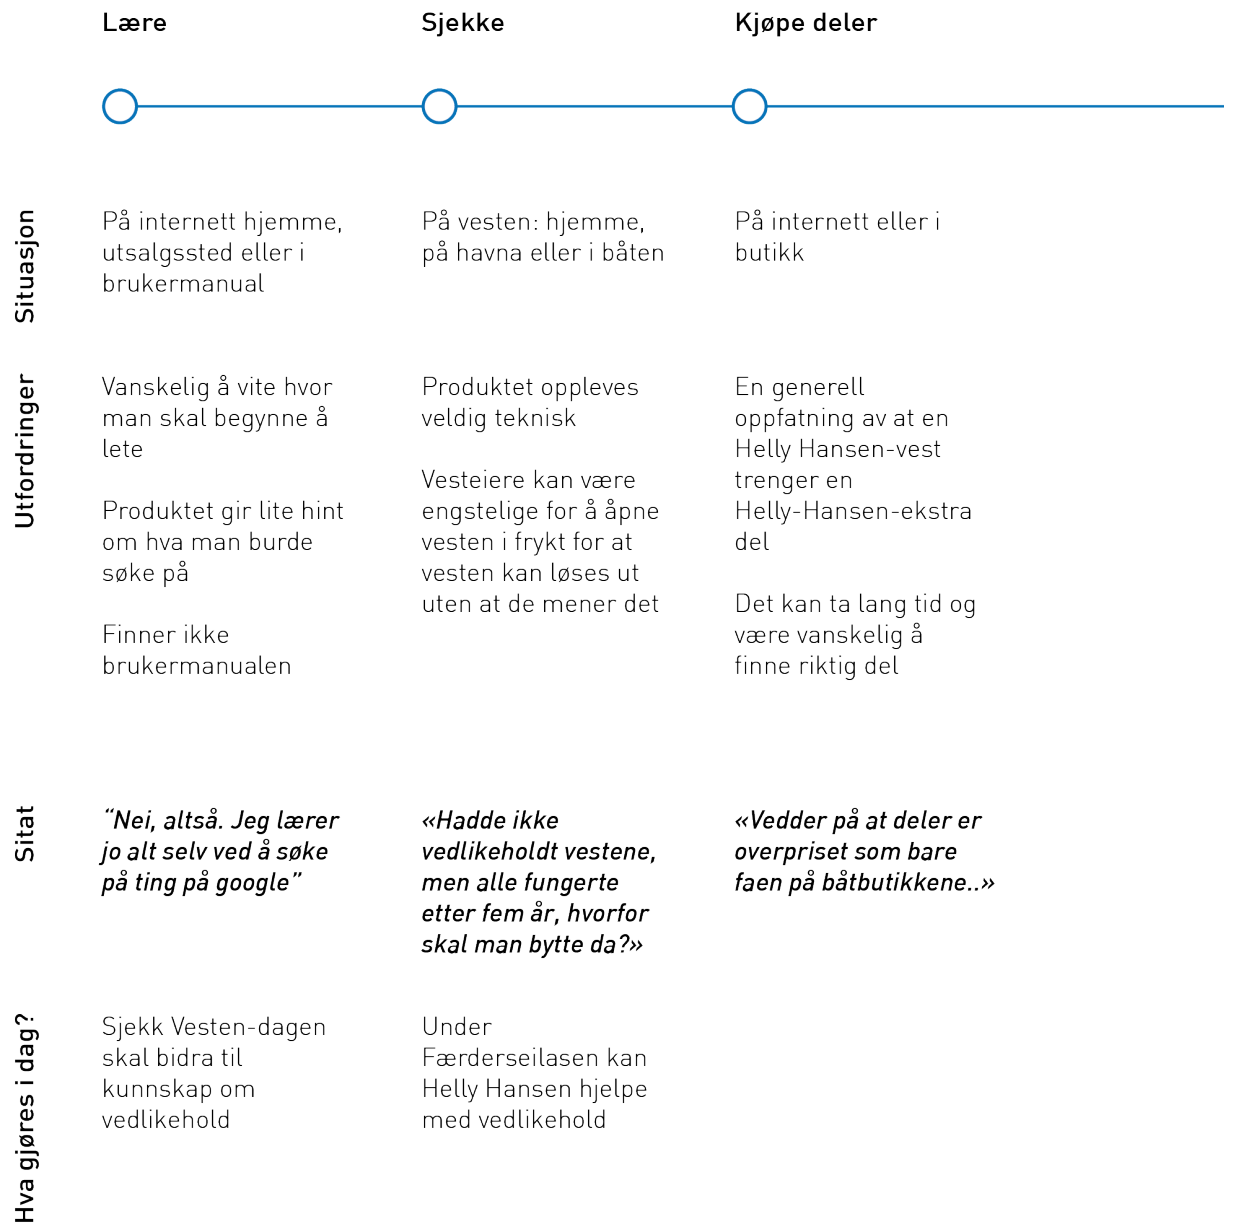 Lære
Sjekke
Kjøpe deler
Situasjon
På internett hjemme,
utsalgssted eller i
brukermanual
På vesten: hjemme,
på havna eller i båten
På internett eller i
butikk
Utfordringer
Vanskelig å vite hvor
man skal begynne å
lete
Produktet gir lite hint
om hva man burde
søke på
Finner ikke
brukermanualen
Produktet oppleves
veldig teknisk
Vesteiere kan være
engstelige for å åpne
vesten i frykt for at
vesten kan løses ut
uten at de mener det
En generell
oppfatning av at en
Helly Hansen-vest
trenger en
Helly-Hansen-ekstra
del
Det kan ta lang tid og
være vanskelig å
finne riktig del
Sitat
“Nei, altså. Jeg lærer
jo alt selv ved å søke
på ting på google”
«Hadde ikke
vedlikeholdt vestene,
men alle fungerte
etter fem år, hvorfor
skal man bytte da?»
«Vedder på at deler er
overpriset som bare
faen på båtbutikkene..»
Hva gjøres i dag?
Sjekk Vesten-dagen
skal bidra til
kunnskap om
vedlikehold
Under
Færderseilasen kan
Helly Hansen hjelpe
med vedlikehold